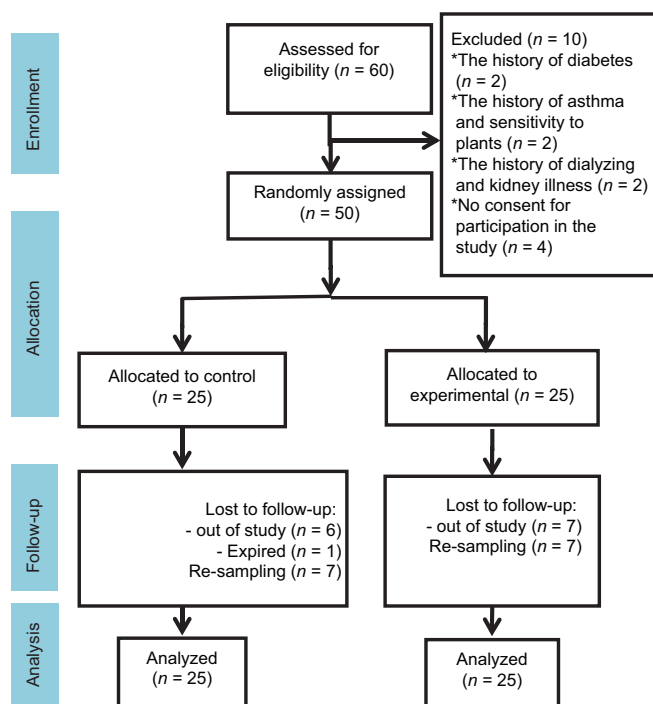 Enrollment
Assessed for
eligibility (n = 60)
Excluded (n = 10)
*The history of diabetes
(n = 2)
*The history of asthma
and sensitivity to
plants (n = 2)
*The history of dialyzing
and kidney illness (n = 2)
*No consent for
participation in the
study (n = 4)
Randomly assigned
(n = 50)
Allocation
Allocated to control
(n = 25)
Allocated to
experimental (n = 25)
Follow-up
Lost to follow-up:
- out of study (n = 6)
- Expired (n = 1)
Re-sampling (n = 7)
Lost to follow-up:
- out of study (n = 7)
Re-sampling (n = 7)
Analysis
Analyzed
(n = 25)
Analyzed
(n = 25)